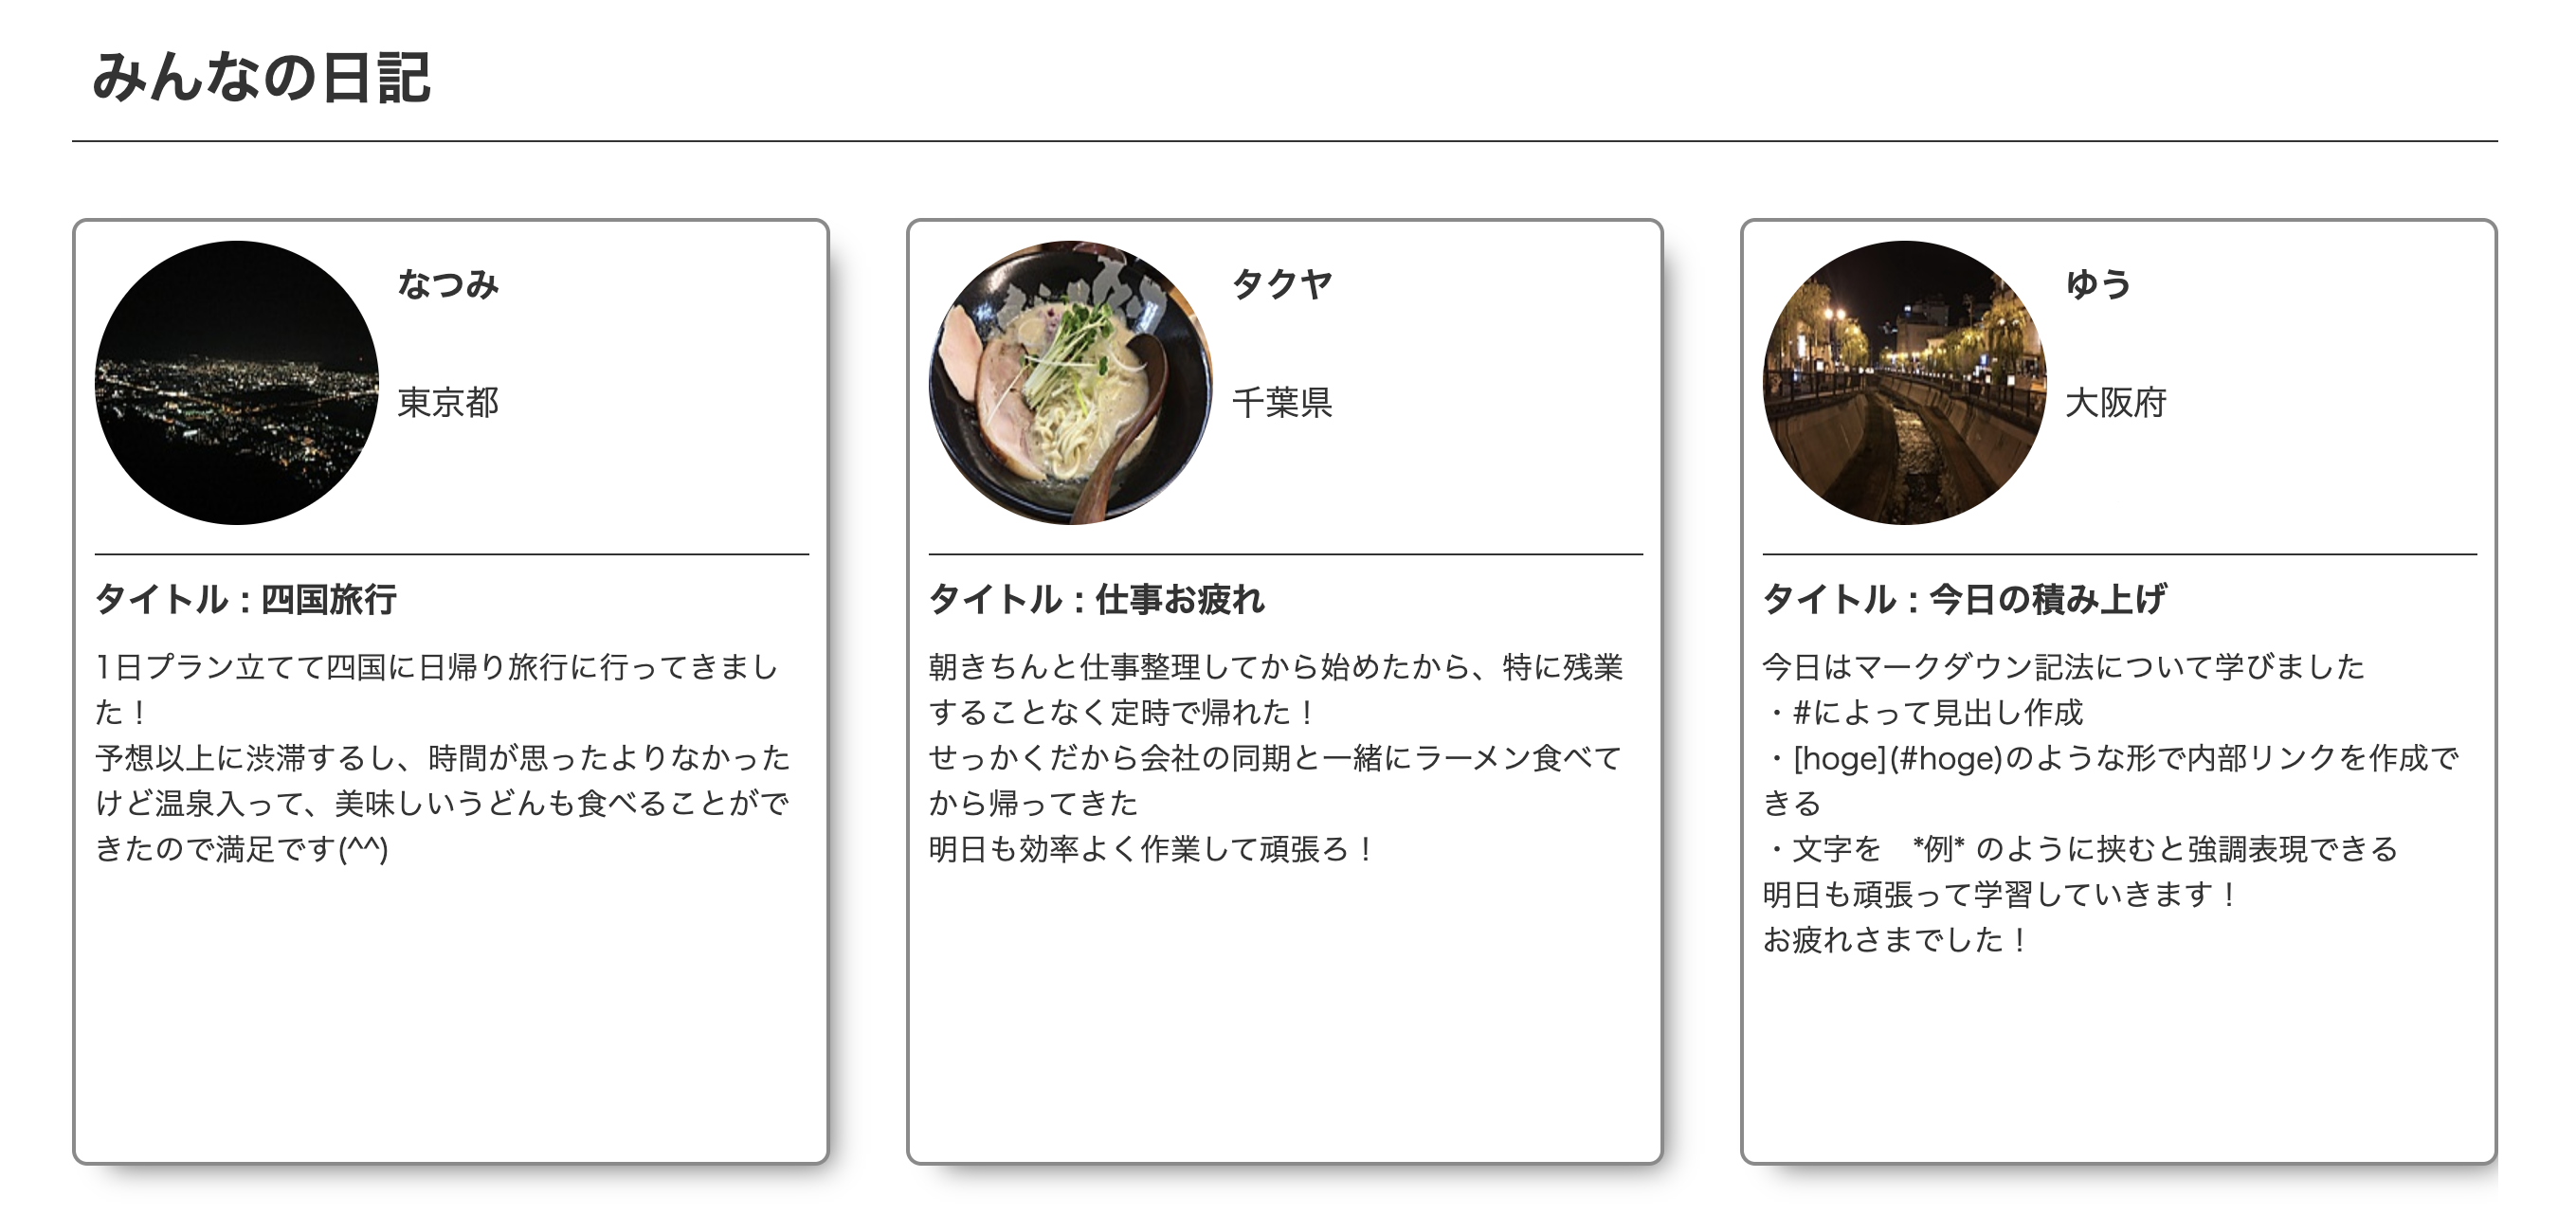 みんなの日記
なつみ
東京都
タイトル : 四国旅行
1日プラン立てて四国に日帰り旅行に行ってきまし
た！
予想以上に渋滞するし、時間が思ったよりなかった
けど温泉入って、美味しいうどんも食べることがで
きたので満足です(^^)
タクヤ
千葉県
タイトル : 仕事お疲れ
朝きちんと仕事整理してから始めたから、特に残業
することなく定時で帰れた！
せっかくだから会社の同期と一緒にラーメン食べて
から帰ってきた
明日も効率よく作業して頑張ろ！
ゆう
大阪府
タイトル : 今日の積み上げ
今日はマークダウン記法について学びました
・#によって見出し作成
・[hoge](#hoge)のような形で内部リンクを作成で
きる
・文字を　*例* のように挟むと強調表現できる
明日も頑張って学習していきます！
お疲れさまでした！